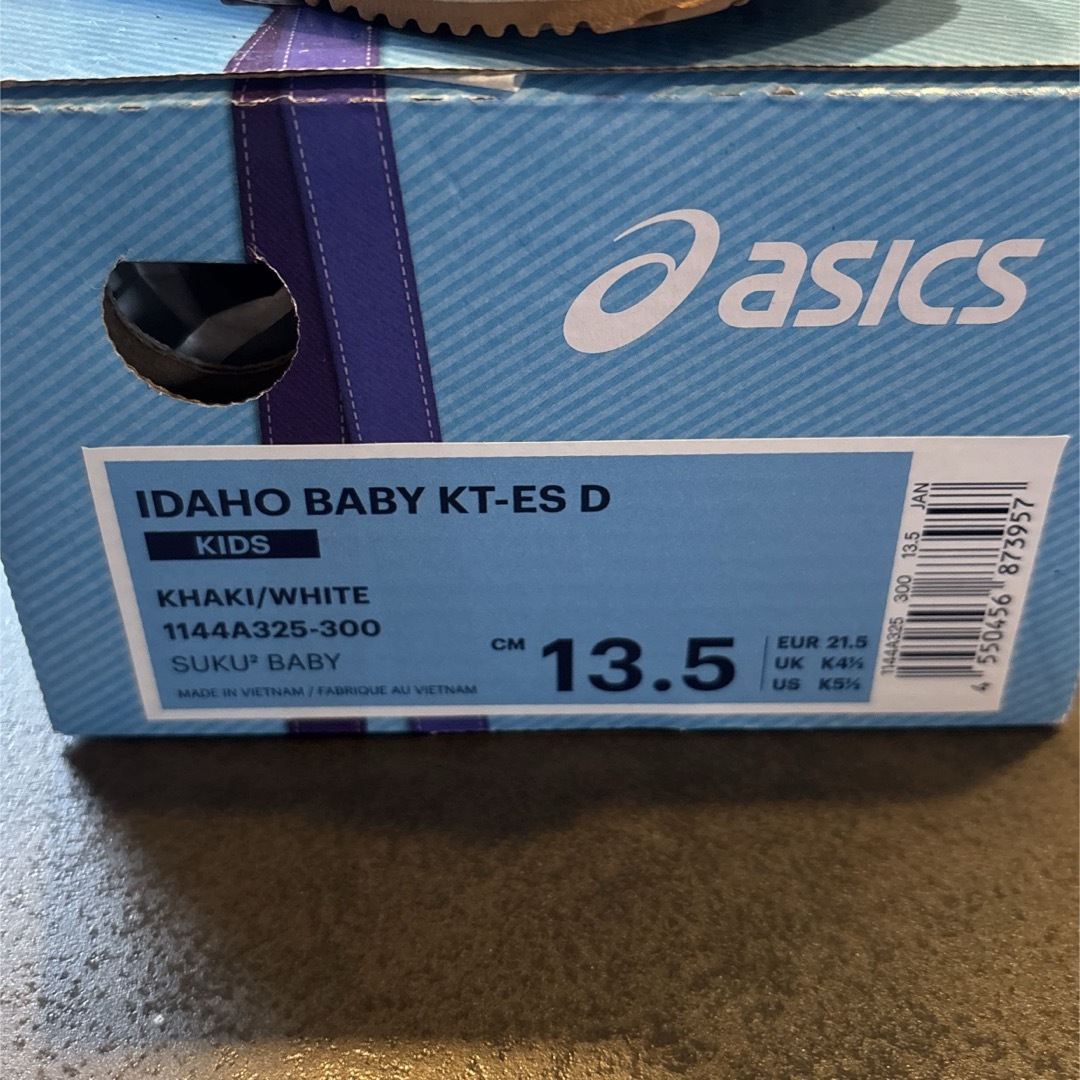 asics
IDAHO BABY KT-ES D
KIDS
KHAKI/WHITE
1144A325-300
SUKU² BABY
MADE IN VIETNAM / FABRIQUE AU VIETNAM
CM 13.5
EUR 21.5
UK K4½
US K5½
1144A325 300 13.5 JAN
4 550456 873957